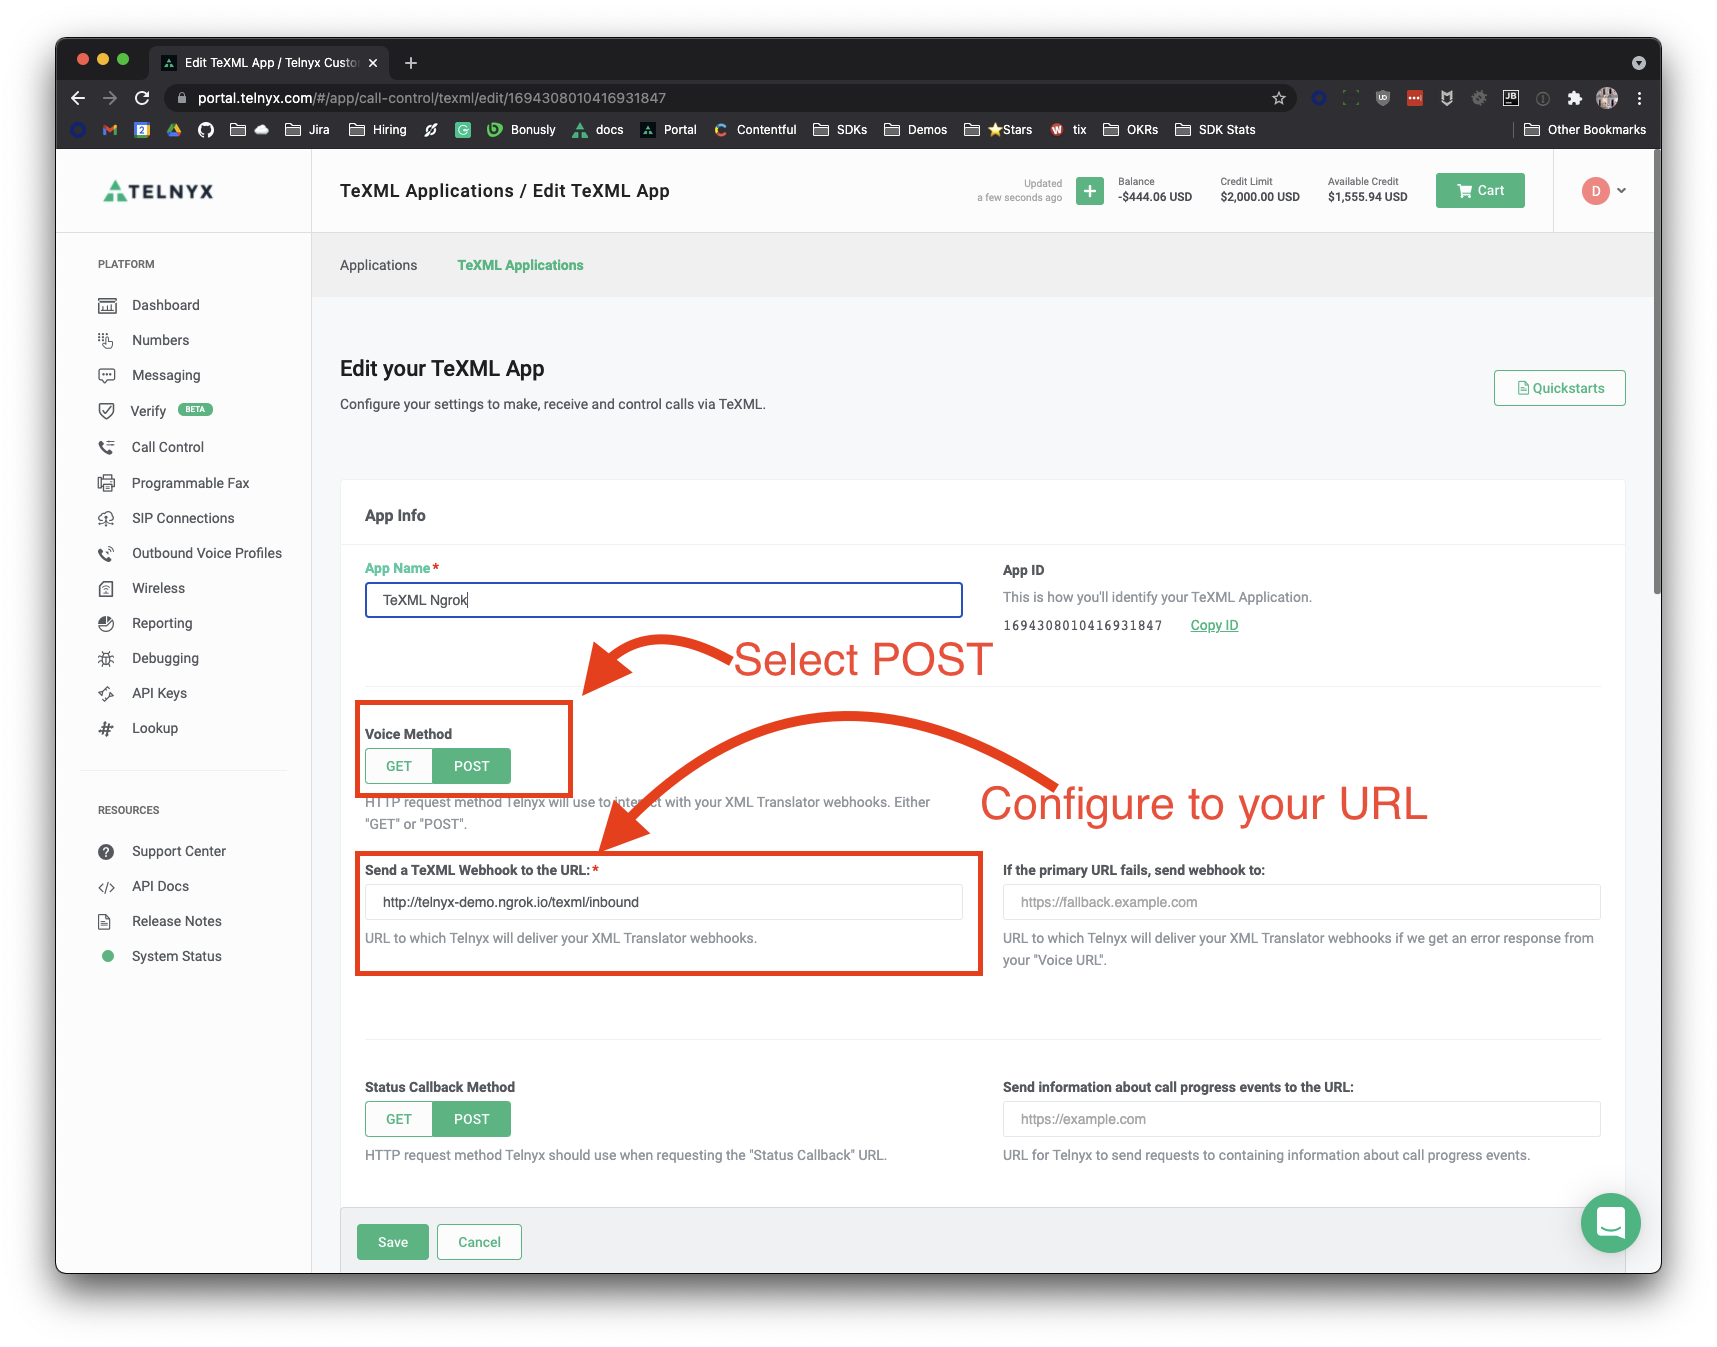 Edit TeXML App / Telnyx Custo
portal.telnyx.com/#/app/call-control/texml/edit/1694308010416931847
Jira
Hiring
Bonusly
docs
Portal
Contentful
SDKs
Demos
Stars
tix
OKRs
SDK Stats
Other Bookmarks
TELNYX
TeXML Applications / Edit TeXML App
Updated
a few seconds ago
Balance
-$444.06 USD
Credit Limit
$2,000.00 USD
Available Credit
$1,555.94 USD
Cart
D
PLATFORM
Dashboard
Numbers
Messaging
Verify BETA
Call Control
Programmable Fax
SIP Connections
Outbound Voice Profiles
Wireless
Reporting
Debugging
API Keys
Lookup
RESOURCES
Support Center
API Docs
Release Notes
System Status
Applications
TeXML Applications
Edit your TeXML App
Configure your settings to make, receive and control calls via TeXML.
Quickstarts
App Info
App Name*
TeXML Ngrok
App ID
This is how you'll identify your TeXML Application.
1694308010416931847 Copy ID
Select POST
Voice Method
GET POST
HTTP request method Telnyx will use to interact with your XML Translator webhooks. Either
"GET" or "POST".
Configure to your URL
Send a TeXML Webhook to the URL:*
http://telnyx-demo.ngrok.io/texml/inbound
URL to which Telnyx will deliver your XML Translator webhooks.
If the primary URL fails, send webhook to:
https://fallback.example.com
URL to which Telnyx will deliver your XML Translator webhooks if we get an error response from
your "Voice URL".
Status Callback Method
GET POST
HTTP request method Telnyx should use when requesting the "Status Callback" URL.
Send information about call progress events to the URL:
https://example.com
URL for Telnyx to send requests to containing information about call progress events.
Save
Cancel